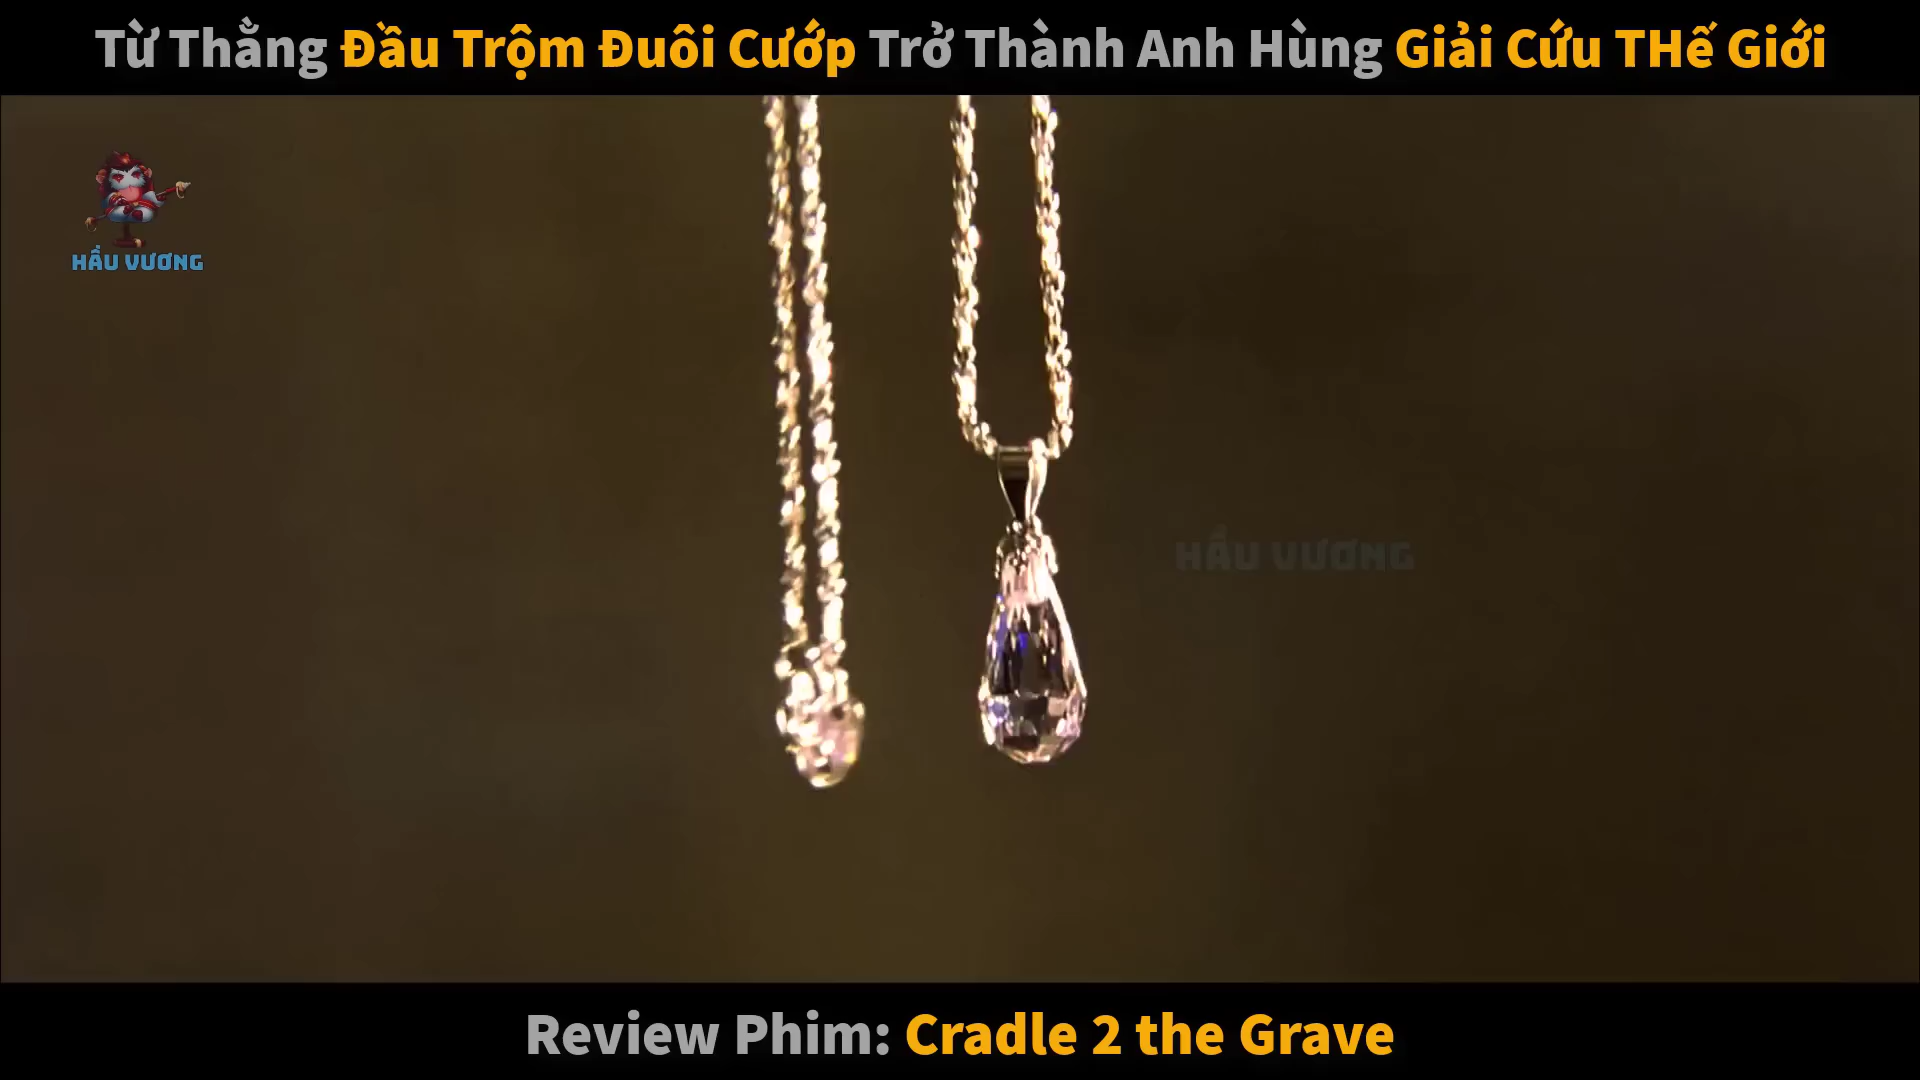 Từ Thằng Đầu Trộm Đuôi Cướp Trở Thành Anh Hùng Giải Cứu THế Giới
HẦU VƯƠNG
HẦU VƯƠNG
Review Phim: Cradle 2 the Grave